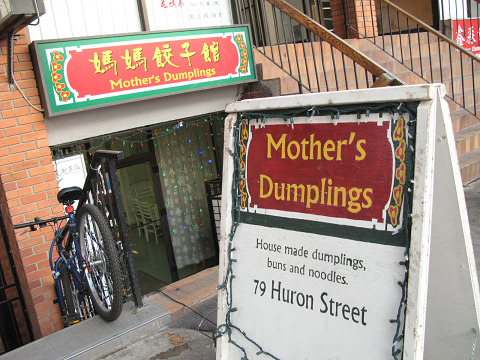 媽媽餃子館
Mother's Dumplings
Mother's
Dumplings
House made dumplings,
buns and noodles.
79 Huron Street